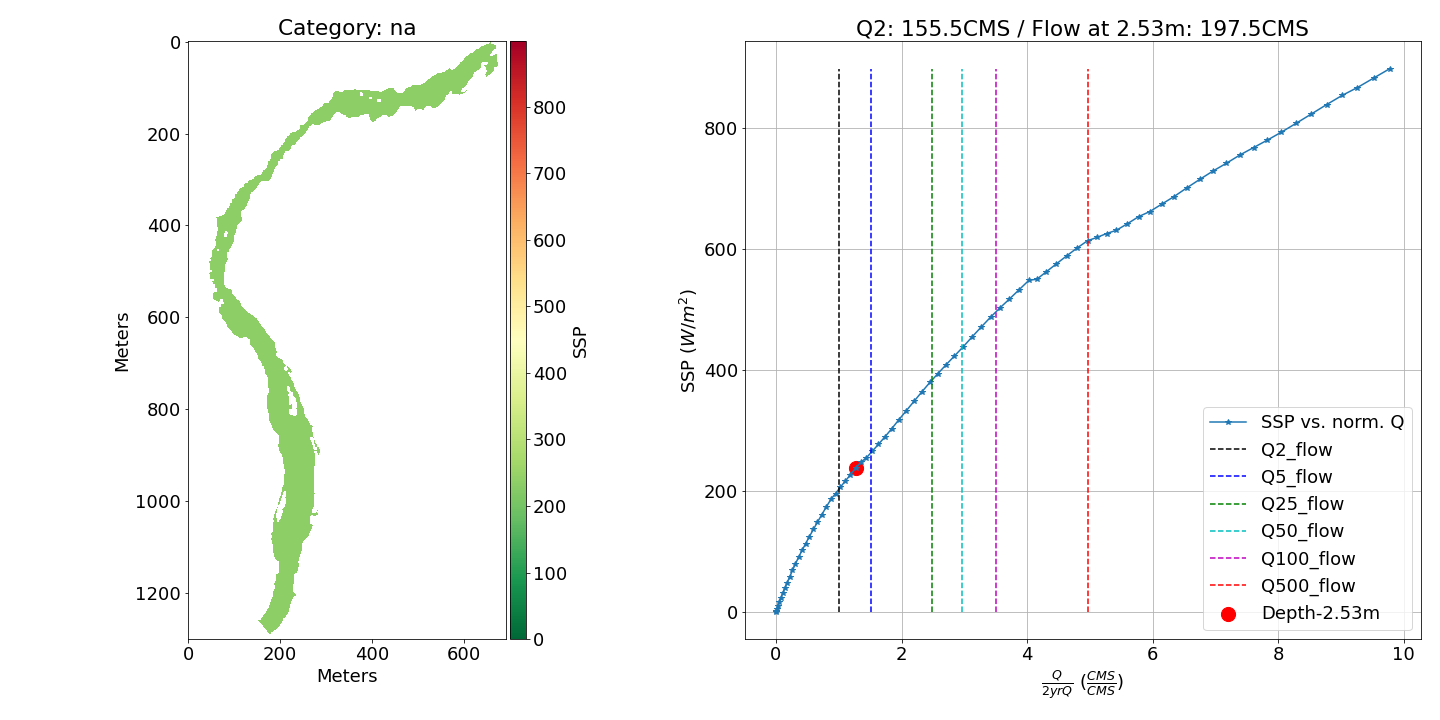 Category: na
0
200
400
600
800
1000
1200
Meters
0
200
400
600
Meters
800
700
600
500
400
300
200
100
0
SSP
Q2: 155.5CMS / Flow at 2.53m: 197.5CMS
800
600
400
200
0
SSP (W/m²)
0
2
4
6
8
10
Q/2yrQ (CMS/CMS)
SSP vs. norm. Q
Q2_flow
Q5_flow
Q25_flow
Q50_flow
Q100_flow
Q500_flow
Depth-2.53m